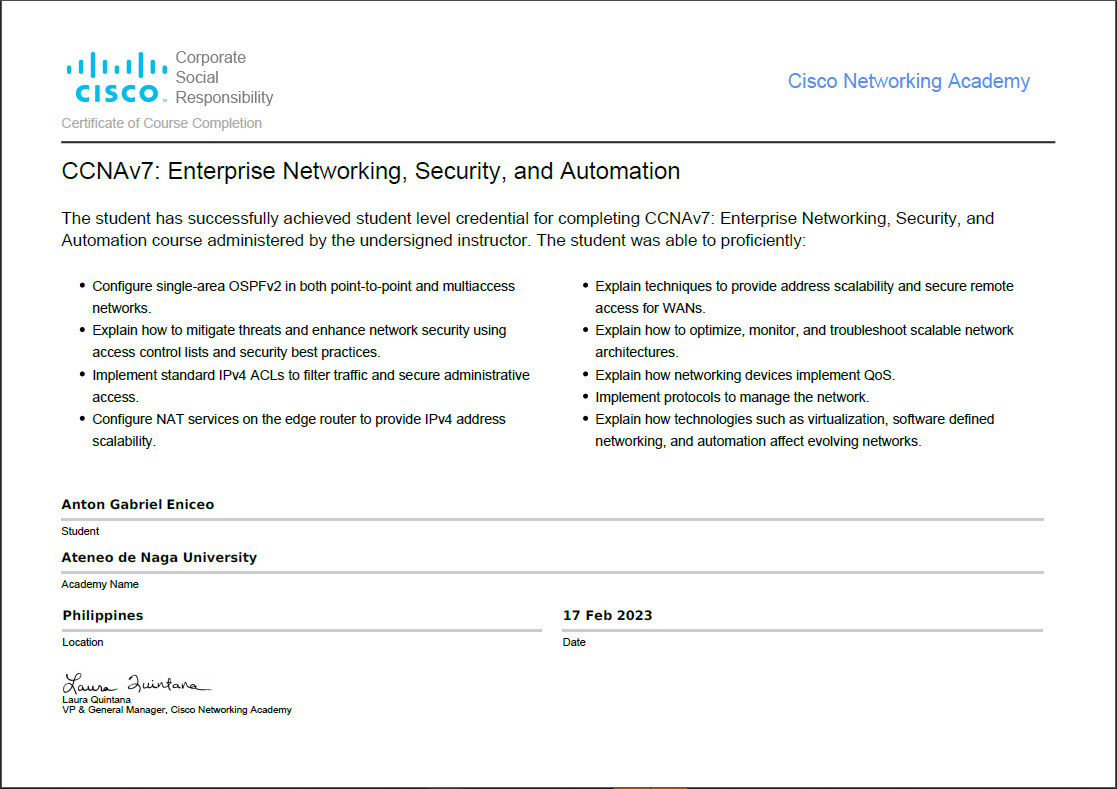 Corporate
Social
Responsibility
CISCO
Cisco Networking Academy
Certificate of Course Completion
CCNAv7: Enterprise Networking, Security, and Automation
The student has successfully achieved student level credential for completing CCNAv7: Enterprise Networking, Security, and
Automation course administered by the undersigned instructor. The student was able to proficiently:
• Configure single-area OSPFv2 in both point-to-point and multiaccess
networks.
• Explain how to mitigate threats and enhance network security using
access control lists and security best practices.
• Implement standard IPv4 ACLs to filter traffic and secure administrative
access.
• Configure NAT services on the edge router to provide IPv4 address
scalability.
• Explain techniques to provide address scalability and secure remote
access for WANs.
• Explain how to optimize, monitor, and troubleshoot scalable network
architectures.
• Explain how networking devices implement QoS.
• Implement protocols to manage the network.
• Explain how technologies such as virtualization, software defined
networking, and automation affect evolving networks.
Anton Gabriel Eniceo
Student
Ateneo de Naga University
Academy Name
Philippines
Location
17 Feb 2023
Date
Laura Quintana
Laura Quintana
VP & General Manager, Cisco Networking Academy